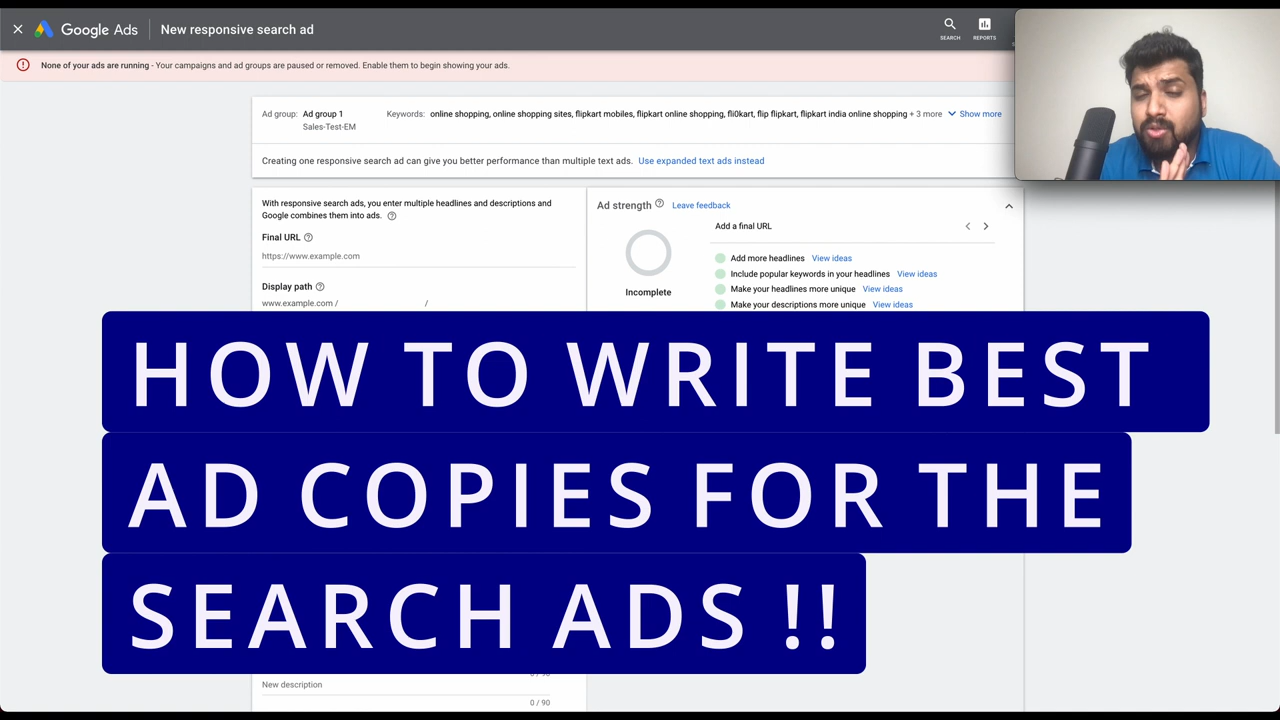 Google Ads
New responsive search ad
SEARCH
REPORTS
None of your ads are running - Your campaigns and ad groups are paused or removed. Enable them to begin showing your ads.
Ad group: Ad group 1
Sales-Test-EM
Keywords: online shopping, online shopping sites, flipkart mobiles, flipkart online shopping, fli0kart, flip flipkart, flipkart india online shopping + 3 more Show more
Creating one responsive search ad can give you better performance than multiple text ads. Use expanded text ads instead
With responsive search ads, you enter multiple headlines and descriptions and
Google combines them into ads.
Final URL
https://www.example.com
Display path
www.example.com / /
Ad strength Leave feedback
Incomplete
Add a final URL
Add more headlines View ideas
Include popular keywords in your headlines View ideas
Make your headlines more unique View ideas
Make your descriptions more unique View ideas
HOW TO WRITE BEST
AD COPIES FOR THE
SEARCH ADS !!
New description
0 / 90